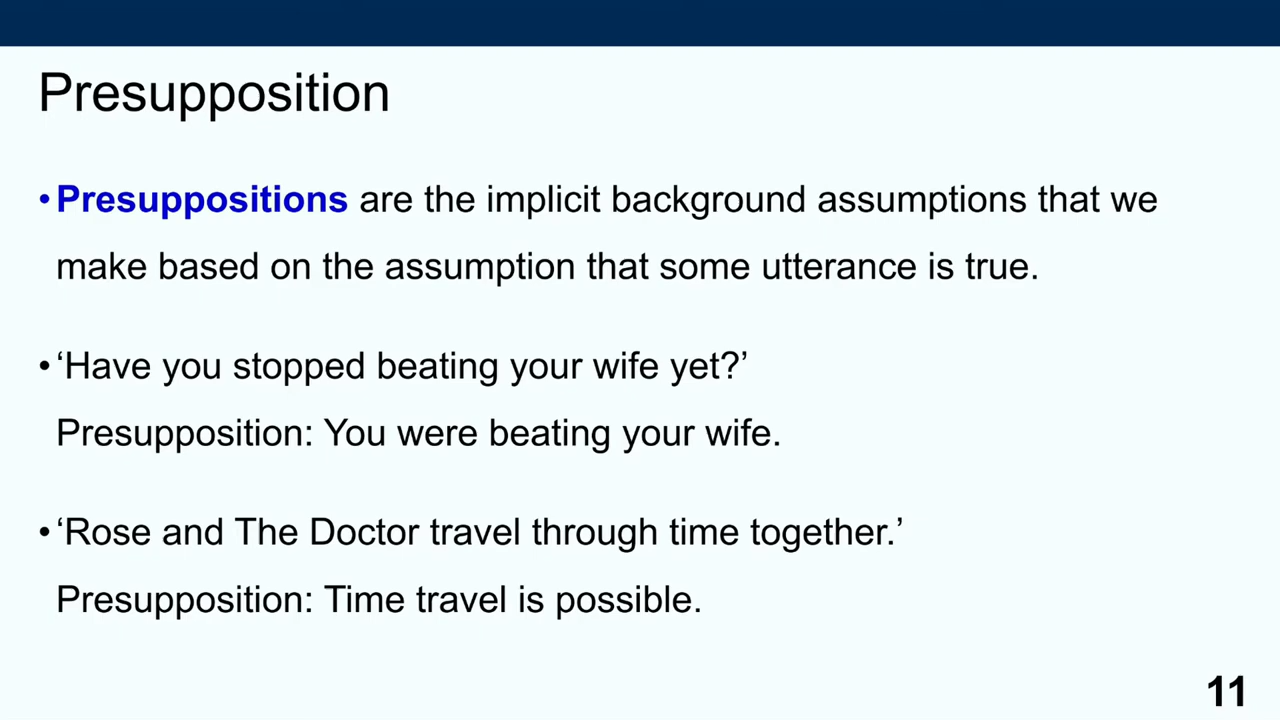 Presupposition
•Presuppositions are the implicit background assumptions that we
make based on the assumption that some utterance is true.
•‘Have you stopped beating your wife yet?’
Presupposition: You were beating your wife.
•‘Rose and The Doctor travel through time together.’
Presupposition: Time travel is possible.
11